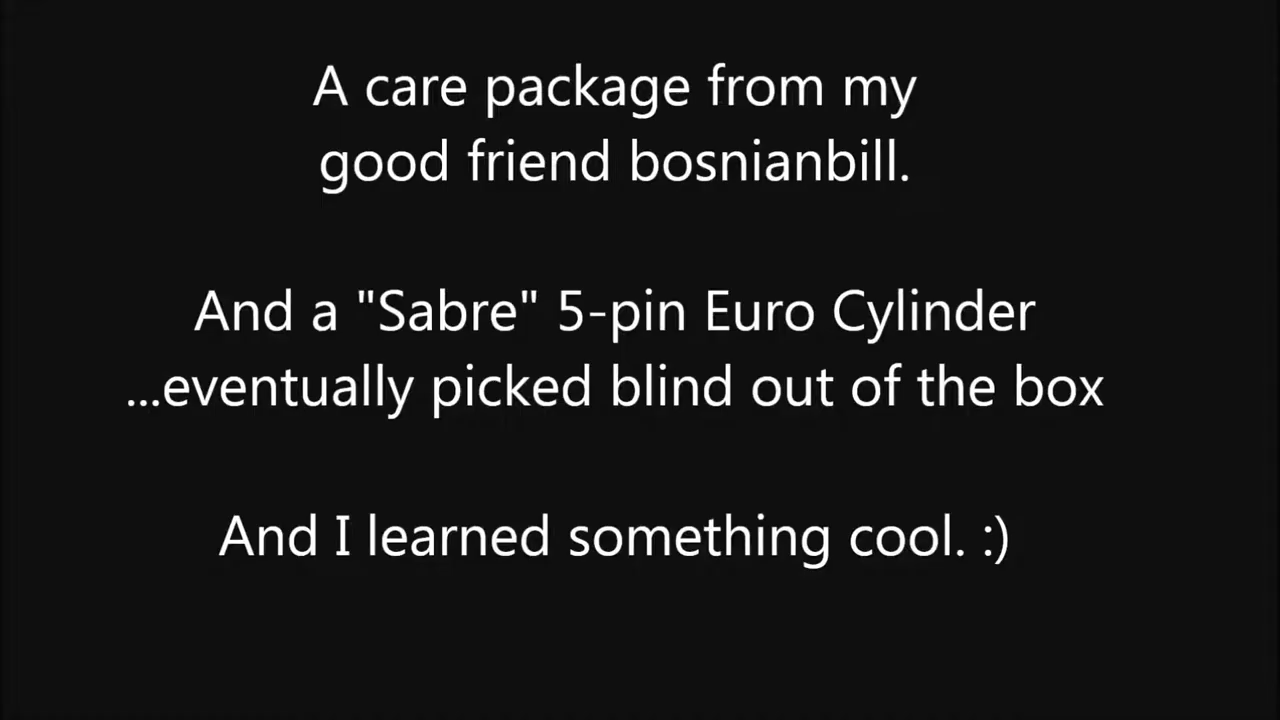 A care package from my
good friend bosnianbill.
And a "Sabre" 5-pin Euro Cylinder
...eventually picked blind out of the box
And I learned something cool. :)